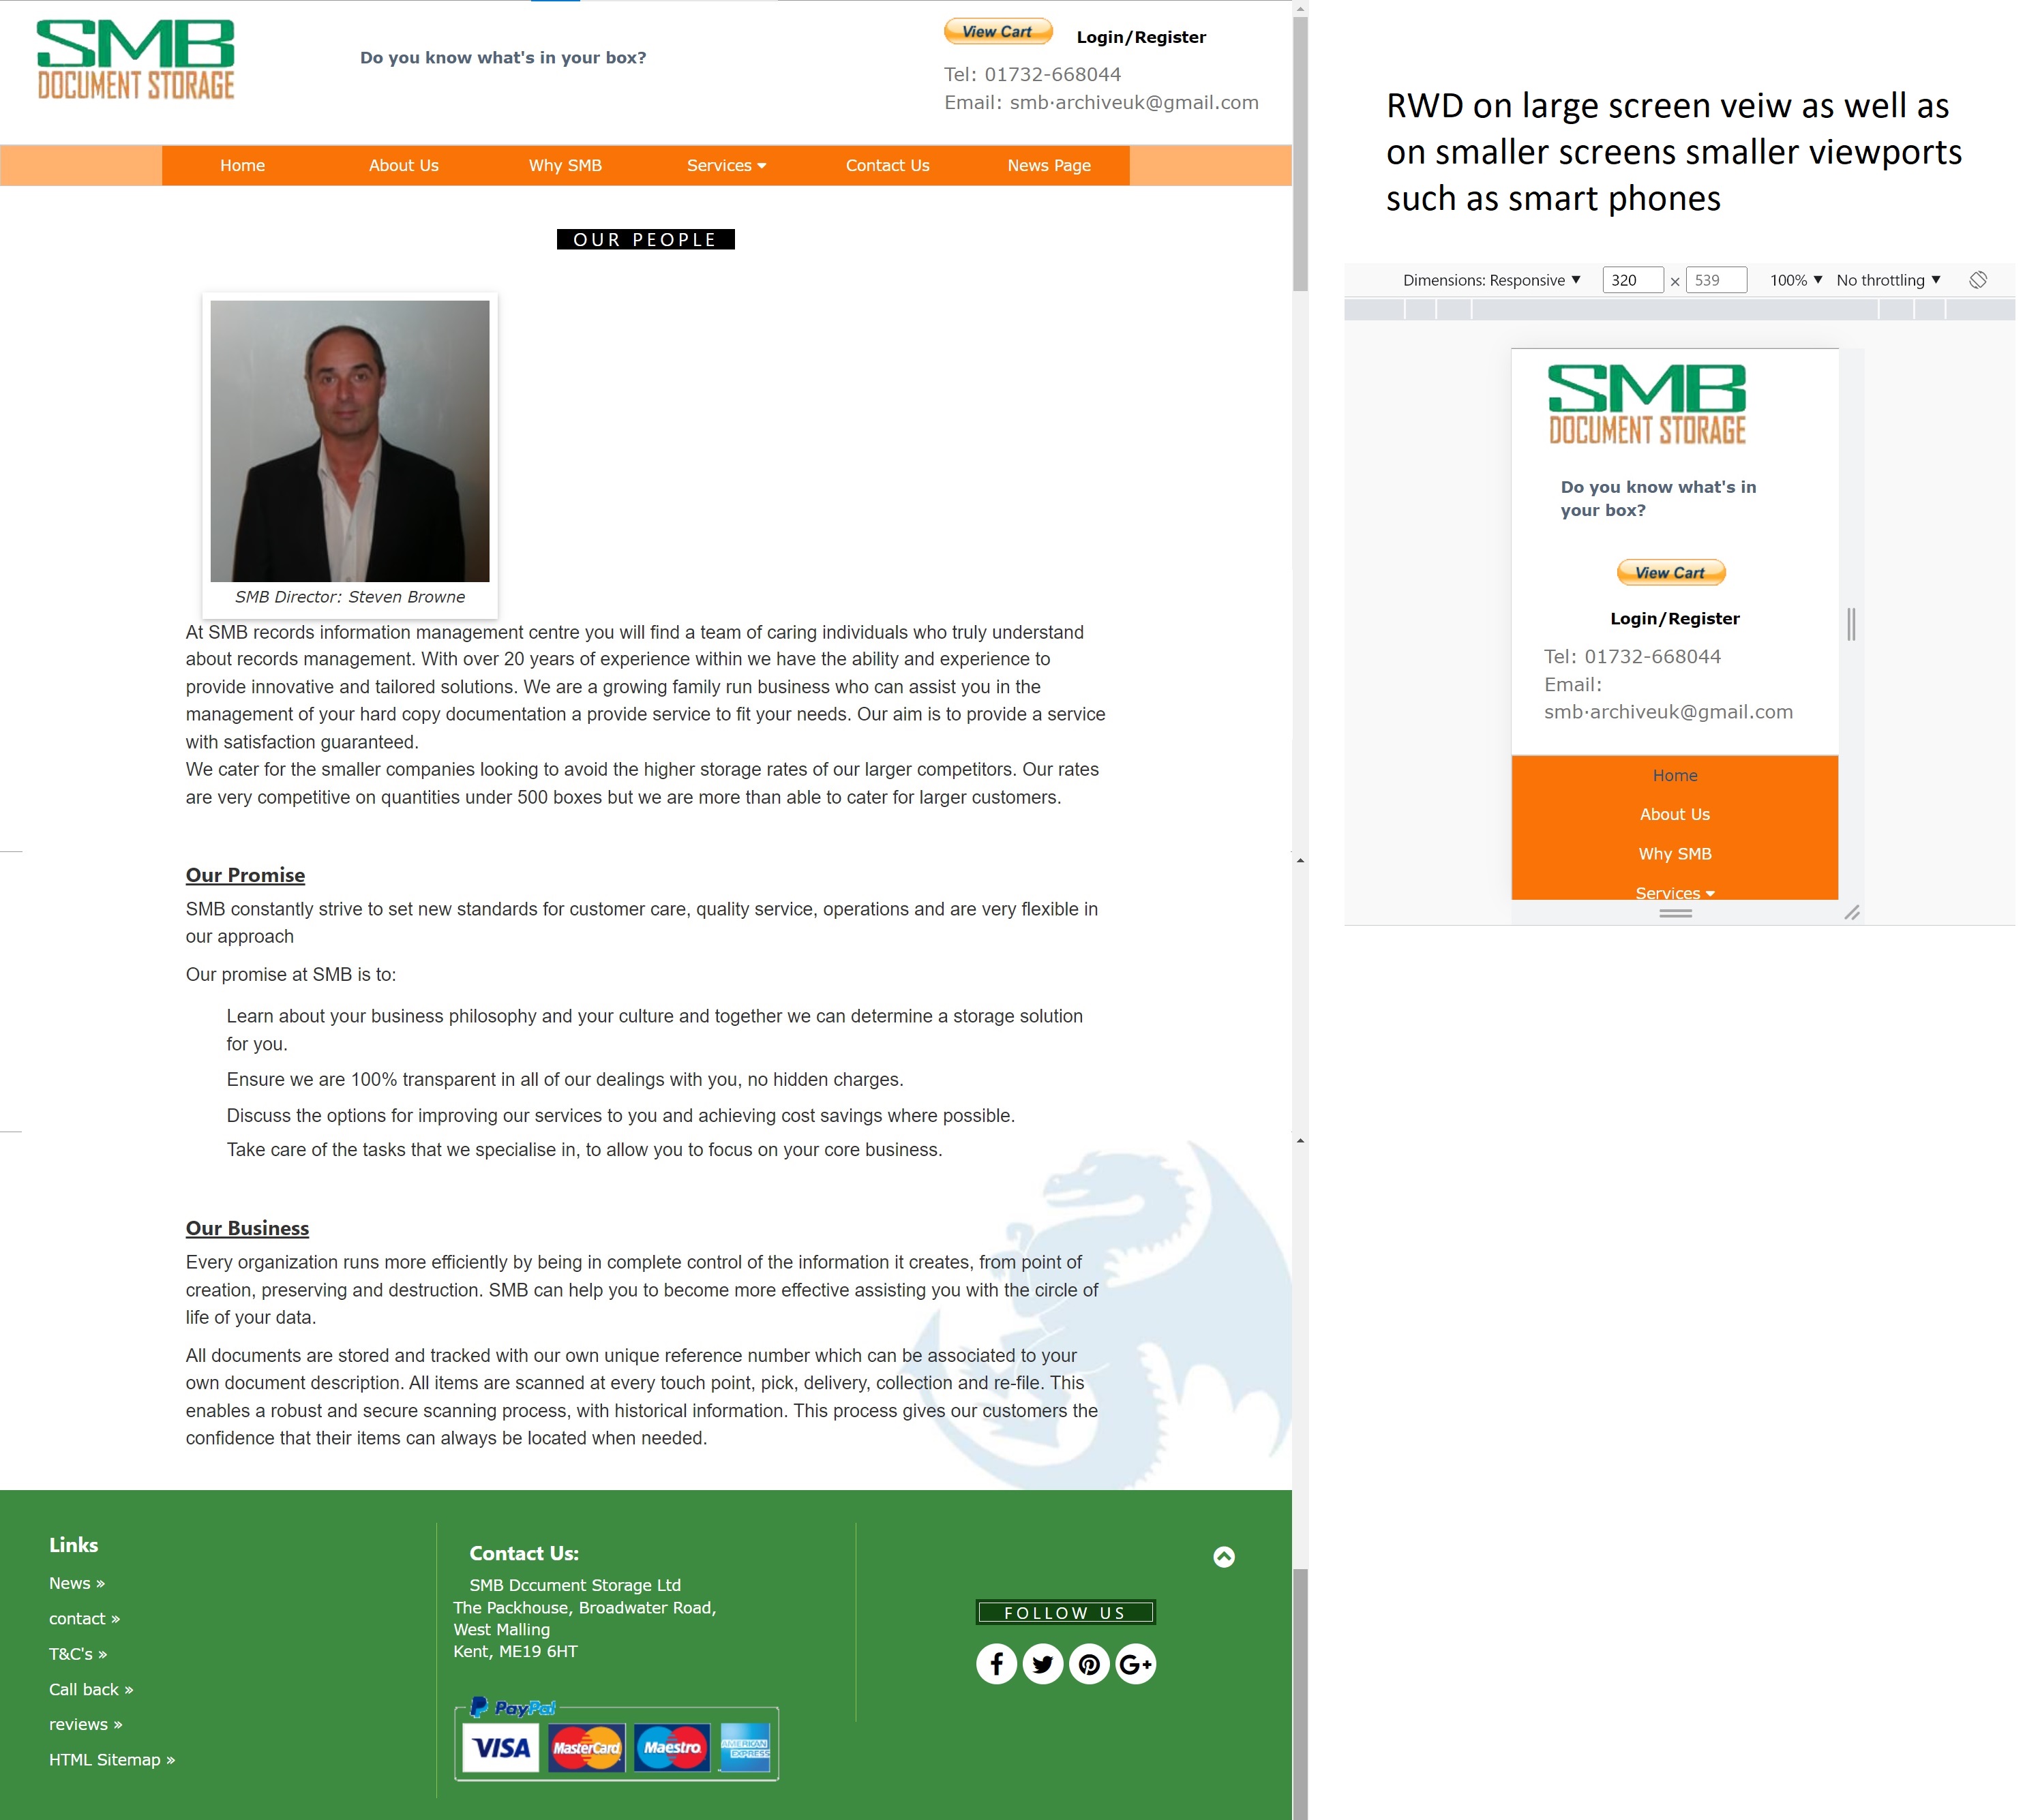 SMB
DOCUMENT STORAGE
Do you know what's in your box?
View Cart
Login/Register
Tel: 01732-668044
Email: smb·archiveuk@gmail.com
Home
About Us
Why SMB
Services
Contact Us
News Page
OUR PEOPLE
SMB Director: Steven Browne
At SMB records information management centre you will find a team of caring individuals who truly understand
about records management. With over 20 years of experience within we have the ability and experience to
provide innovative and tailored solutions. We are a growing family run business who can assist you in the
management of your hard copy documentation a provide service to fit your needs. Our aim is to provide a service
with satisfaction guaranteed.
We cater for the smaller companies looking to avoid the higher storage rates of our larger competitors. Our rates
are very competitive on quantities under 500 boxes but we are more than able to cater for larger customers.
Our Promise
SMB constantly strive to set new standards for customer care, quality service, operations and are very flexible in
our approach
Our promise at SMB is to:
Learn about your business philosophy and your culture and together we can determine a storage solution
for you.
Ensure we are 100% transparent in all of our dealings with you, no hidden charges.
Discuss the options for improving our services to you and achieving cost savings where possible.
Take care of the tasks that we specialise in, to allow you to focus on your core business.
Our Business
Every organization runs more efficiently by being in complete control of the information it creates, from point of
creation, preserving and destruction. SMB can help you to become more effective assisting you with the circle of
life of your data.
All documents are stored and tracked with our own unique reference number which can be associated to your
own document description. All items are scanned at every touch point, pick, delivery, collection and re-file. This
enables a robust and secure scanning process, with historical information. This process gives our customers the
confidence that their items can always be located when needed.
Links
News »
contact »
T&C's »
Call back »
reviews »
HTML Sitemap »
Contact Us:
SMB Dccument Storage Ltd
The Packhouse, Broadwater Road,
West Malling
Kent, ME19 6HT
PayPal
VISA
MasterCard
Maestro
AMERICAN
EXPRESS
FOLLOW US
G+
RWD on large screen veiw as well as
on smaller screens smaller viewports
such as smart phones
Dimensions: Responsive
320 × 539
100%
No throttling
SMB
DOCUMENT STORAGE
Do you know what's in
your box?
View Cart
Login/Register
Tel: 01732-668044
Email:
smb·archiveuk@gmail.com
Home
About Us
Why SMB
Services